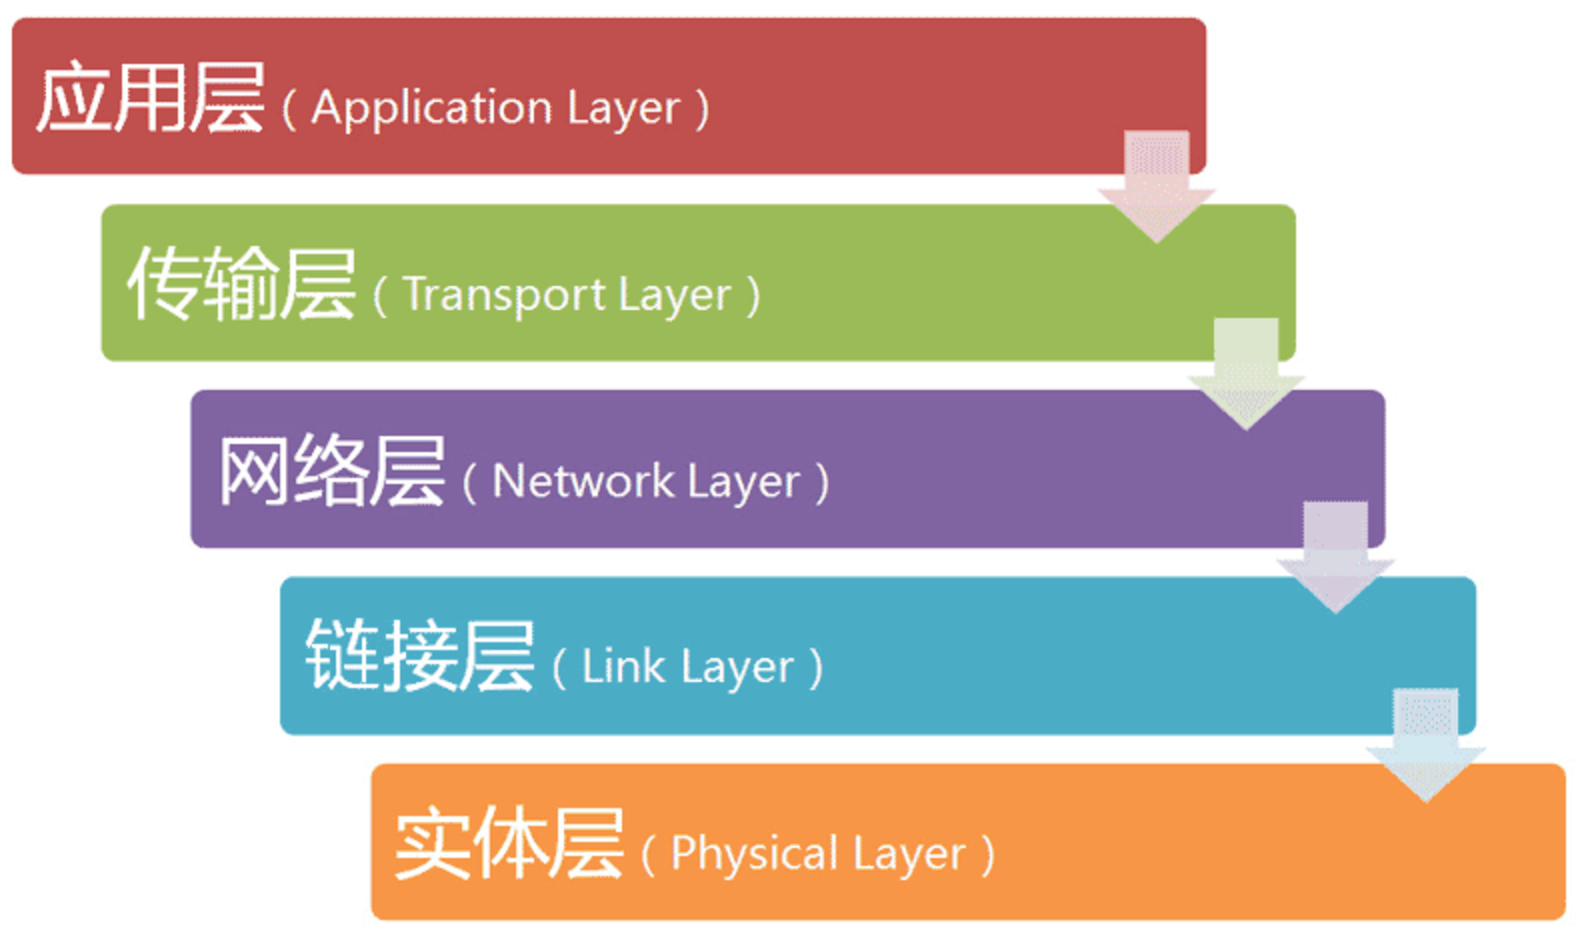 应用层（Application Layer）
传输层（Transport Layer）
网络层（Network Layer）
链接层（Link Layer）
实体层（Physical Layer）